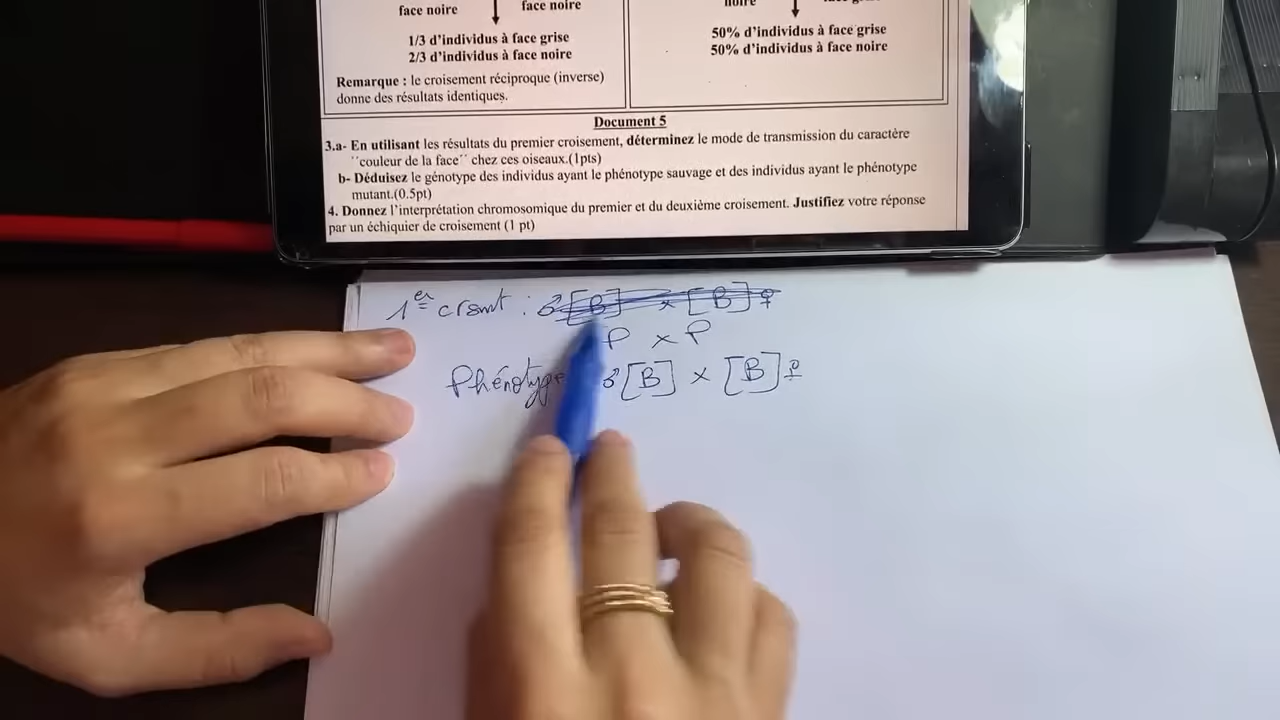 face noire face noire
1/3 d'individus à face grise
2/3 d'individus à face noire
Remarque : le croisement réciproque (inverse)
donne des résultats identiques.
noire
50% d'individus à face grise
50% d'individus à face noire
Document 5
3.a- En utilisant les résultats du premier croisement, déterminez le mode de transmission du caractère
´´couleur de la face´´ chez ces oiseaux.(1pts)
b- Déduisez le génotype des individus ayant le phénotype sauvage et des individus ayant le phénotype
mutant.(0.5pt)
4. Donnez l'interprétation chromosomique du premier et du deuxième croisement. Justifiez votre réponse
par un échiquier de croisement (1 pt)
1er crsmt : ♂[B] x [B]♀
P x P
Phénotype ♂[B] x [B]♀